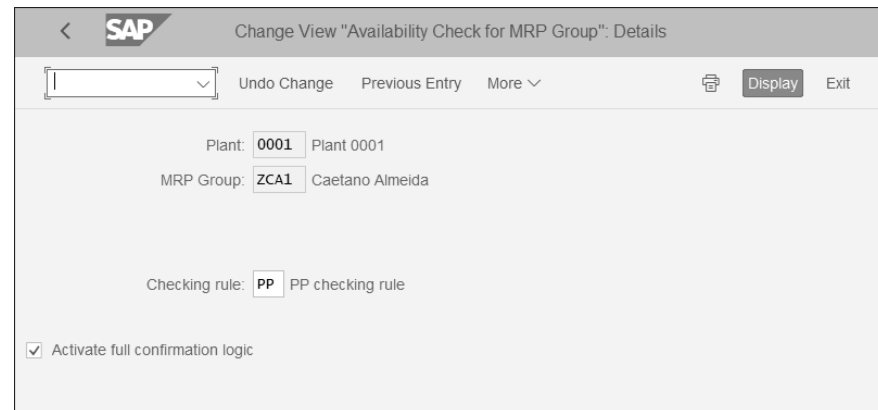 SAP Change View "Availability Check for MRP Group": Details
Undo Change Previous Entry More Display Exit
Plant: 0001 Plant 0001
MRP Group: ZCA1 Caetano Almeida
Checking rule: PP PP checking rule
Activate full confirmation logic